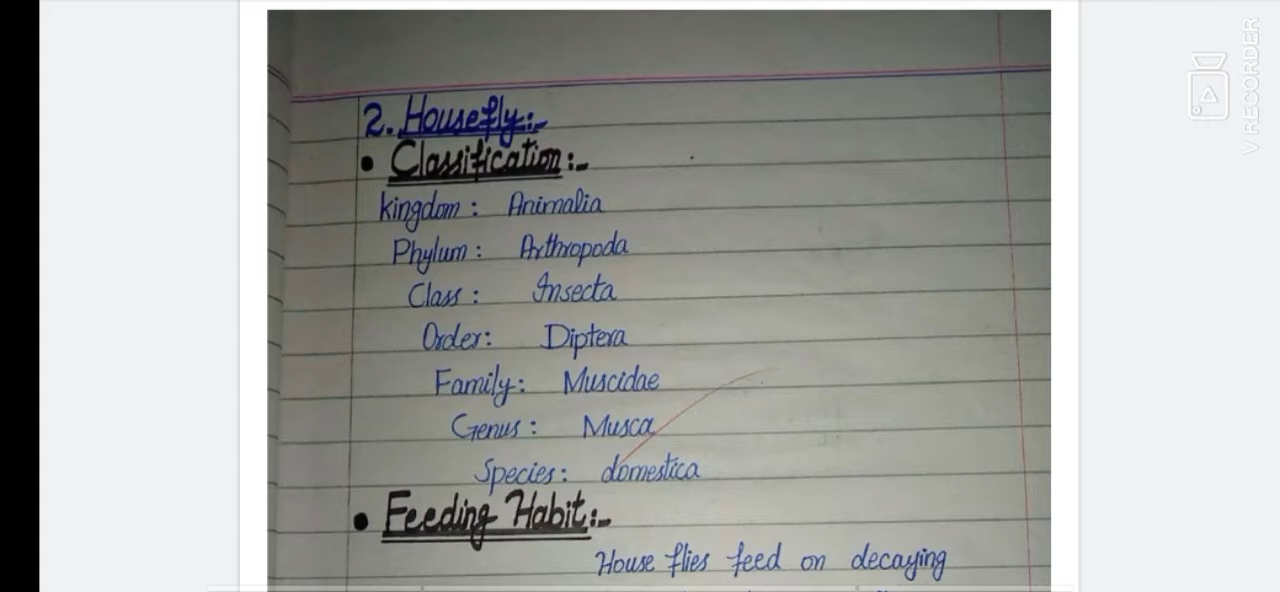 2. Housefly:-
• Classification:-
Kingdom: Animalia
Phylum: Arthropoda
Class: Insecta
Order: Diptera
Family: Muscidae
Genus: Musca
Species: domestica
• Feeding Habit:-
House flies feed on decaying
V RECORDER